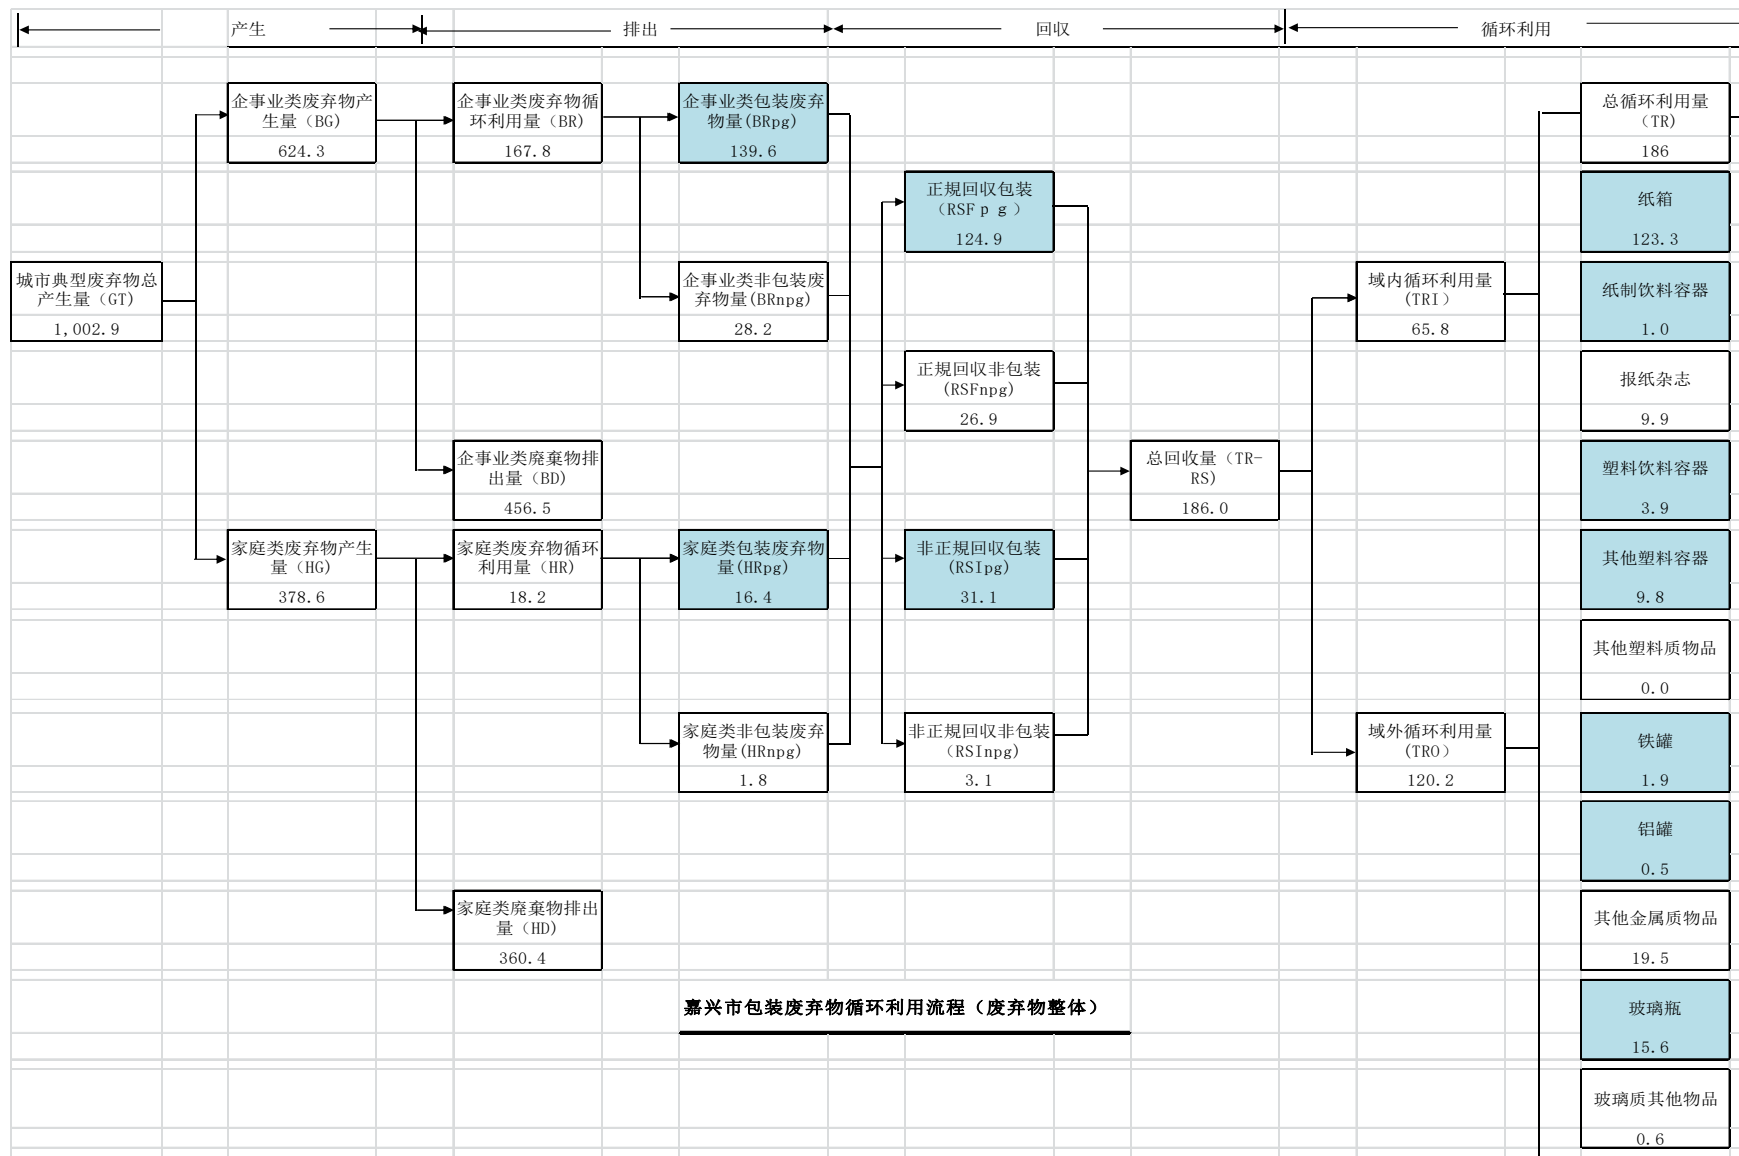 产生
排出
回收
循环利用
企事业类废弃物产
生量（BG）
624.3
企事业类废弃物循
环利用量（BR）
167.8
企事业类包装废弃
物量(BRpg)
139.6
总循环利用量
（TR）
186
正规回收包装
（RSFｐｇ）
124.9
纸箱
123.3
城市典型废弃物总
产生量（GT）
1,002.9
企事业类非包装废
弃物量(BRnpg)
28.2
域内循环利用量
(TRI）
65.8
纸制饮料容器
1.0
正規回收非包装
(RSFnpg)
26.9
报纸杂志
9.9
企事业类廃棄物排
出量（BD）
456.5
总回收量（TR-
RS）
186.0
塑料饮料容器
3.9
家庭类废弃物产生
量（HG）
378.6
家庭类废弃物循环
利用量（HR）
18.2
家庭类包装废弃物
量(HRpg)
16.4
非正規回收包装
(RSIpg)
31.1
其他塑料容器
9.8
其他塑料质物品
0.0
家庭类非包装废弃
物量(HRnpg)
1.8
非正規回收非包装
（RSInpg)
3.1
域外循环利用量
(TRO）
120.2
铁罐
1.9
铝罐
0.5
家庭类廃棄物排出
量（HD）
360.4
其他金属质物品
19.5
嘉兴市包装废弃物循环利用流程（废弃物整体）
玻璃瓶
15.6
玻璃质其他物品
0.6